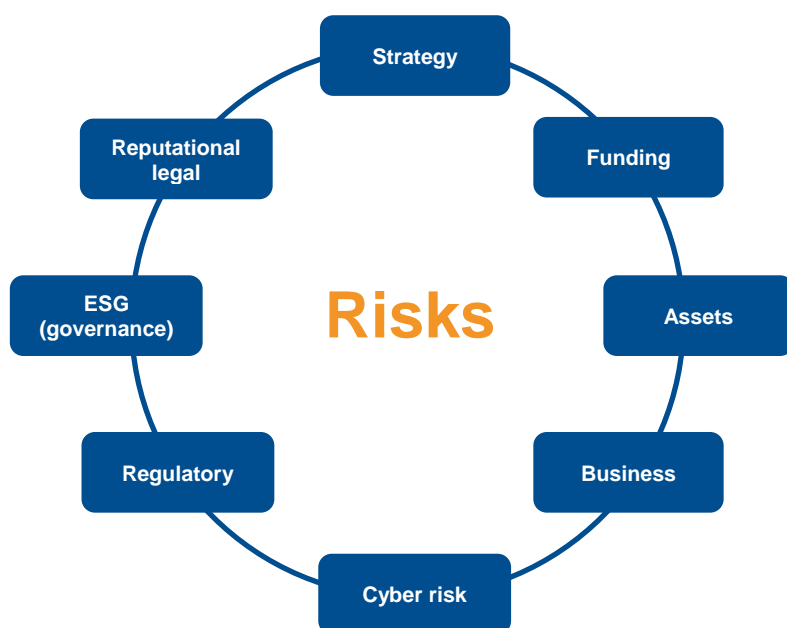 Strategy
Reputational
legal
Funding
ESG
(governance)
Risks
Assets
Regulatory
Business
Cyber risk